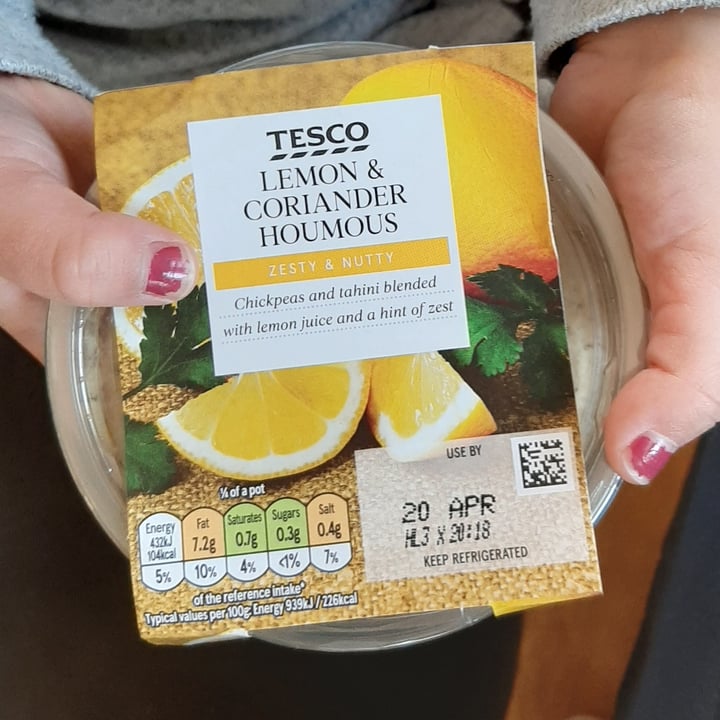 TESCO
LEMON &
CORIANDER
HOUMOUS
ZESTY & NUTTY
Chickpeas and tahini blended
with lemon juice and a hint of zest
USE BY
20 APR
HL3 X 20:18
KEEP REFRIGERATED
¼ of a pot
Energy
432kJ
104kcal
5%
Fat
7.2g
10%
Saturates
0.7g
4%
Sugars
0.3g
<1%
Salt
0.4g
7%
of the reference intake*
Typical values per 100g: Energy 939kJ / 226kcal